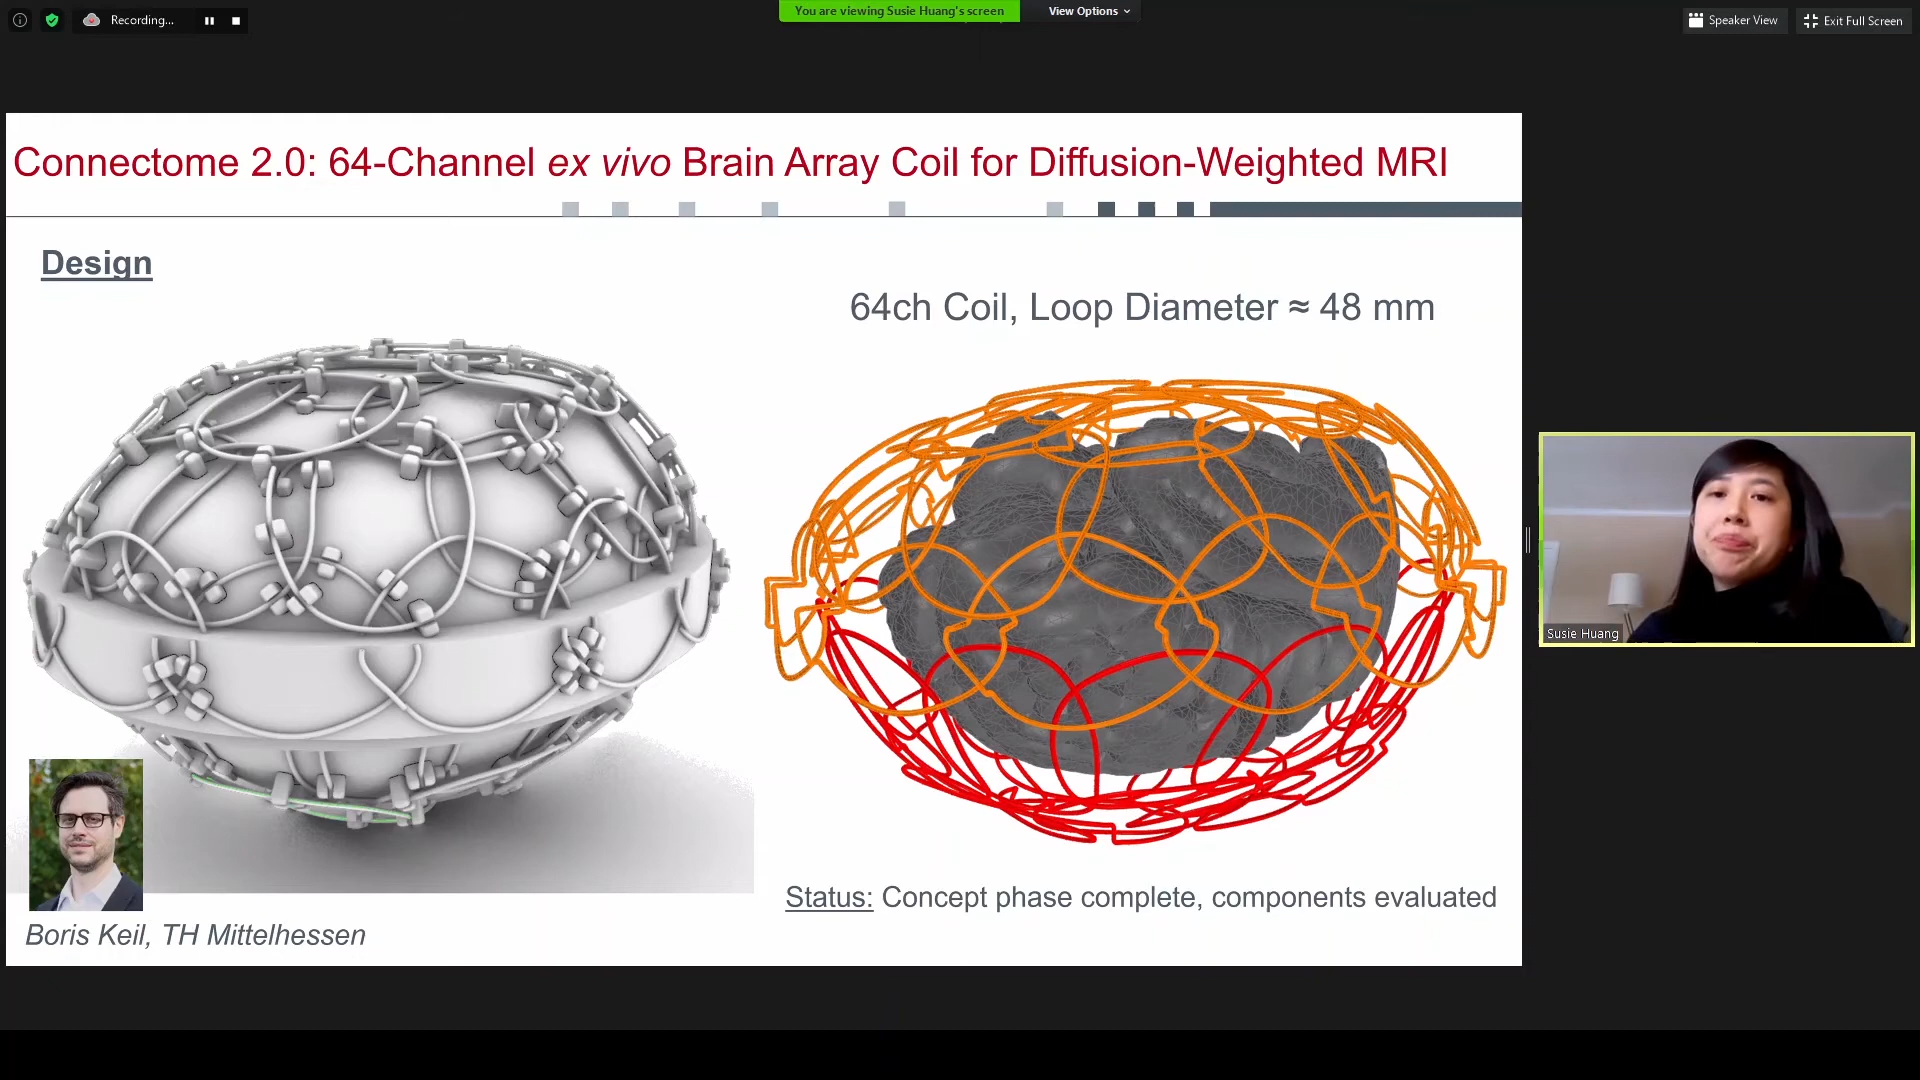 Recording...
You are viewing Susie Huang's screen
View Options
Speaker View
Exit Full Screen
Connectome 2.0: 64-Channel ex vivo Brain Array Coil for Diffusion-Weighted MRI
Design
64ch Coil, Loop Diameter ≈ 48 mm
Susie Huang
Status: Concept phase complete, components evaluated
Boris Keil, TH Mittelhessen